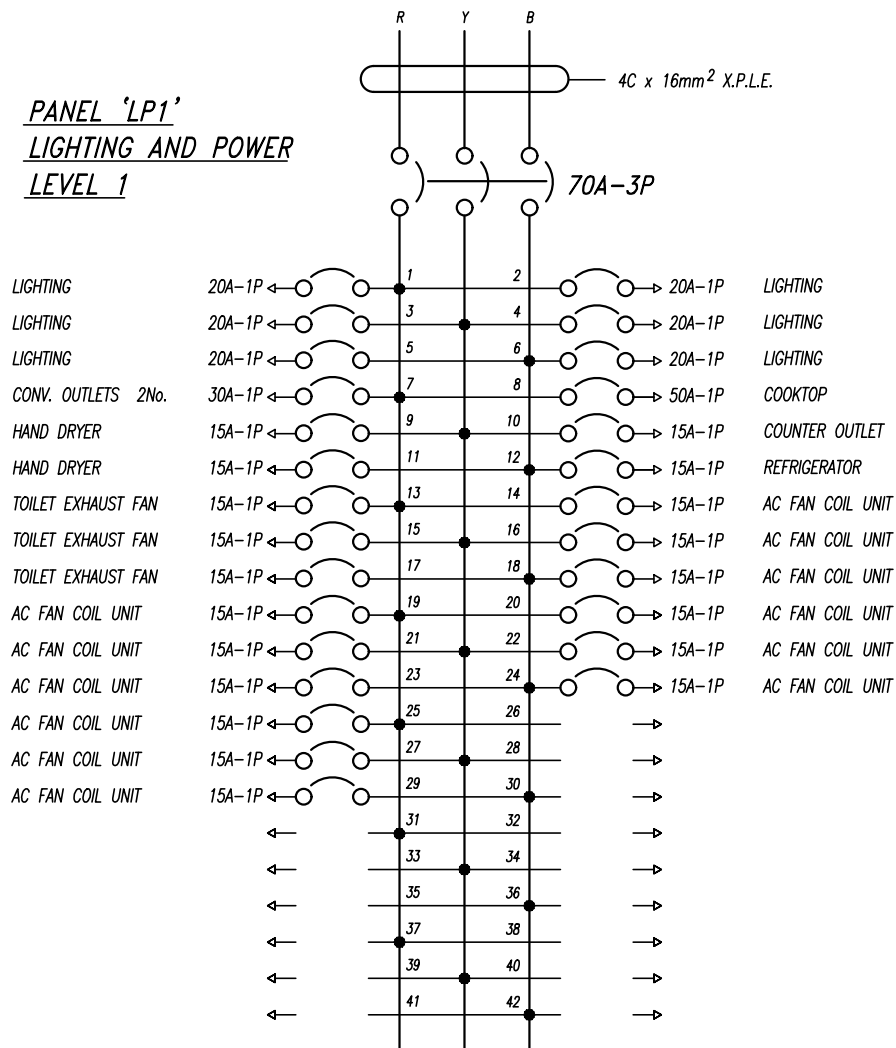 R Y B
4C x 16mm² X.P.L.E.
PANEL 'LP1'
LIGHTING AND POWER
LEVEL 1
70A-3P
LIGHTING 20A-1P 1 2 20A-1P LIGHTING
LIGHTING 20A-1P 3 4 20A-1P LIGHTING
LIGHTING 20A-1P 5 6 20A-1P LIGHTING
CONV. OUTLETS 2No. 30A-1P 7 8 50A-1P COOKTOP
HAND DRYER 15A-1P 9 10 15A-1P COUNTER OUTLET
HAND DRYER 15A-1P 11 12 15A-1P REFRIGERATOR
TOILET EXHAUST FAN 15A-1P 13 14 15A-1P AC FAN COIL UNIT
TOILET EXHAUST FAN 15A-1P 15 16 15A-1P AC FAN COIL UNIT
TOILET EXHAUST FAN 15A-1P 17 18 15A-1P AC FAN COIL UNIT
AC FAN COIL UNIT 15A-1P 19 20 15A-1P AC FAN COIL UNIT
AC FAN COIL UNIT 15A-1P 21 22 15A-1P AC FAN COIL UNIT
AC FAN COIL UNIT 15A-1P 23 24 15A-1P AC FAN COIL UNIT
AC FAN COIL UNIT 15A-1P 25 26
AC FAN COIL UNIT 15A-1P 27 28
AC FAN COIL UNIT 15A-1P 29 30
31 32
33 34
35 36
37 38
39 40
41 42